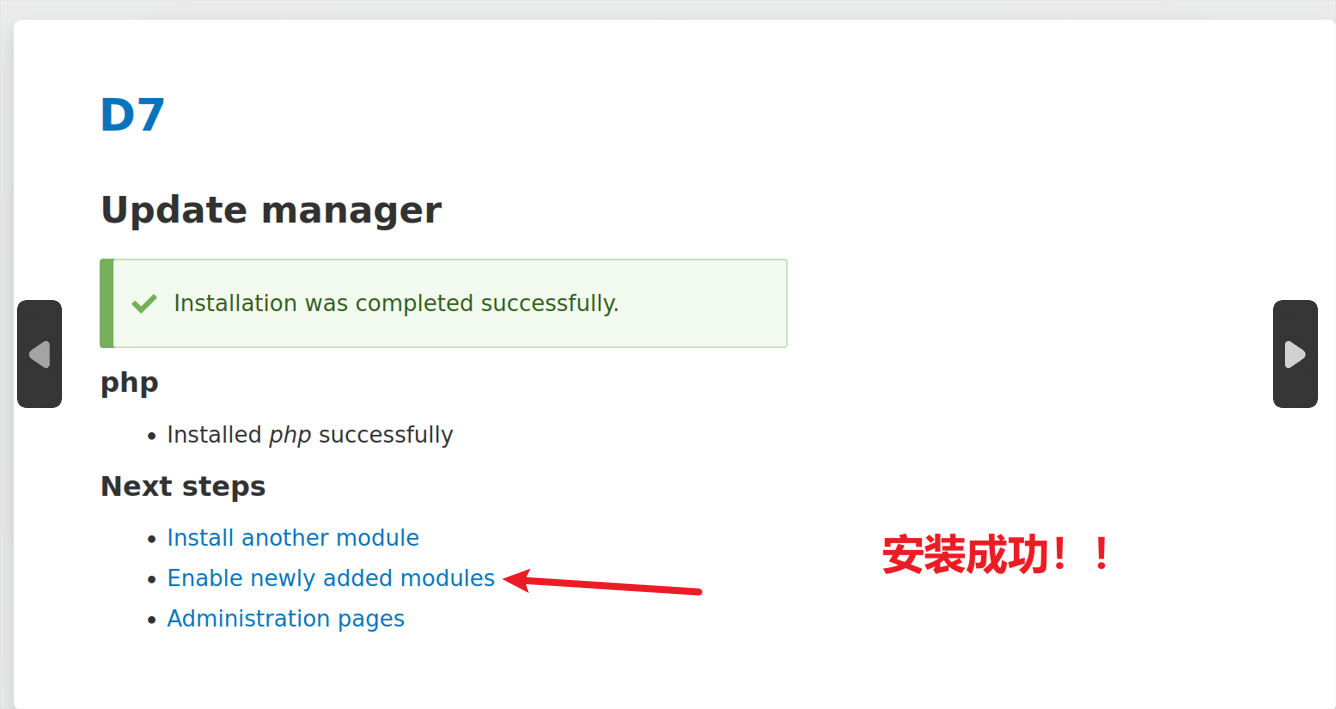 D7
Update manager
Installation was completed successfully.
php
Installed php successfully
Next steps
Install another module
Enable newly added modules
Administration pages
安装成功！！